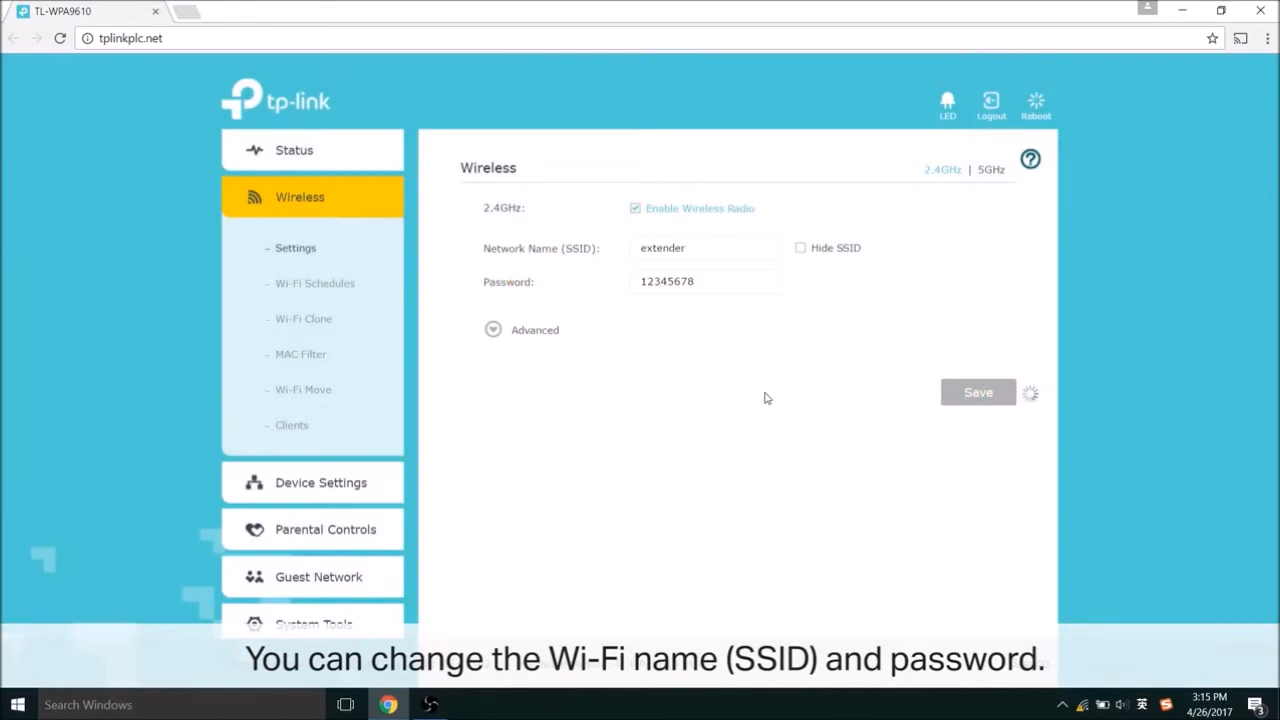 TL-WPA9610
tplinkplc.net
tp-link
LED
Logout
Reboot
Status
Wireless
- Settings
- Wi-Fi Schedules
- Wi-Fi Clone
- MAC Filter
- Wi-Fi Move
- Clients
Device Settings
Parental Controls
Guest Network
System Tools
Wireless
2.4GHz | 5GHz
2.4GHz:
Enable Wireless Radio
Network Name (SSID):
extender
Hide SSID
Password:
12345678
Advanced
Save
You can change the Wi-Fi name (SSID) and password.
Search Windows
英
3:15 PM
4/26/2017
3